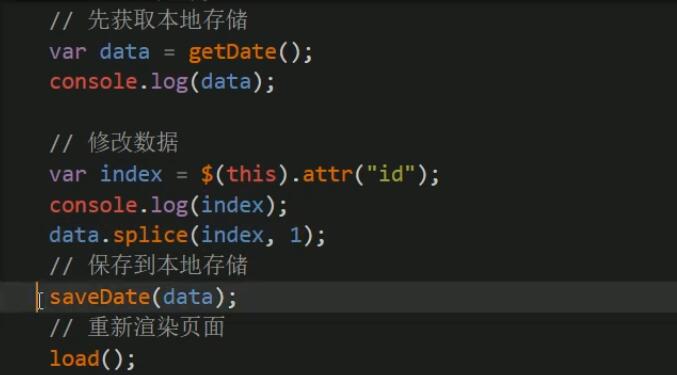 // 先获取本地存储
var data = getDate();
console.log(data);
// 修改数据
var index = $(this).attr("id");
console.log(index);
data.splice(index, 1);
// 保存到本地存储
saveDate(data);
// 重新渲染页面
load();